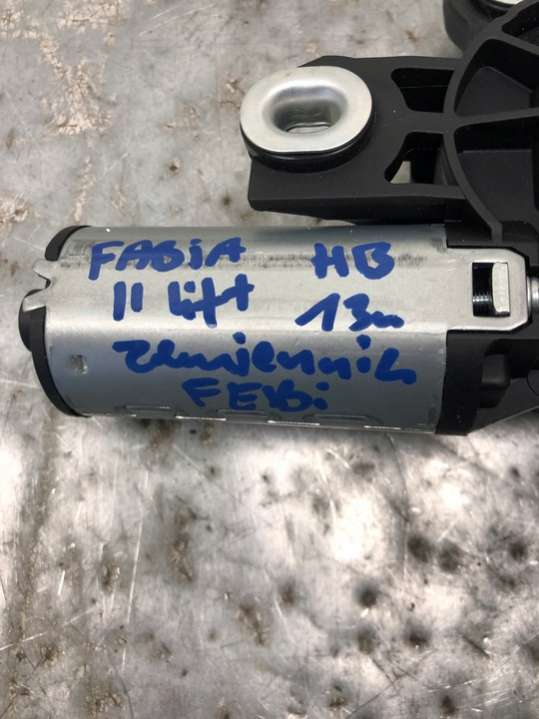 FABiA HB
II lift 13r
zamiennik
FEBi